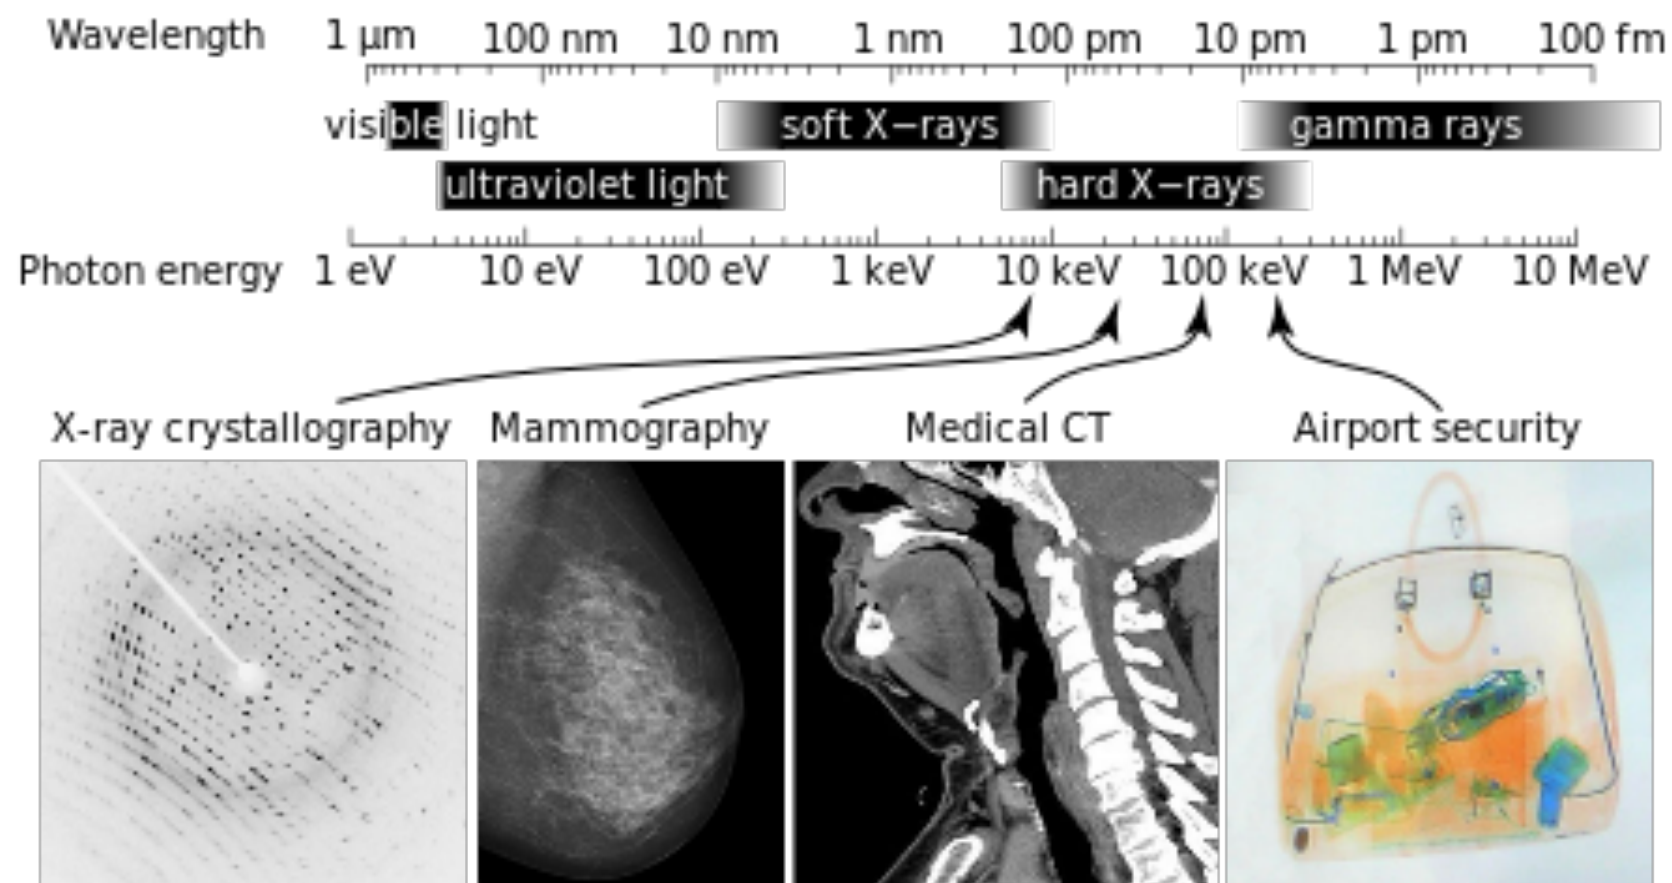 Wavelength 1 µm 100 nm 10 nm 1 nm 100 pm 10 pm 1 pm 100 fm
visible light soft X−rays gamma rays
ultraviolet light hard X−rays
Photon energy 1 eV 10 eV 100 eV 1 keV 10 keV 100 keV 1 MeV 10 MeV
X-ray crystallography Mammography Medical CT Airport security